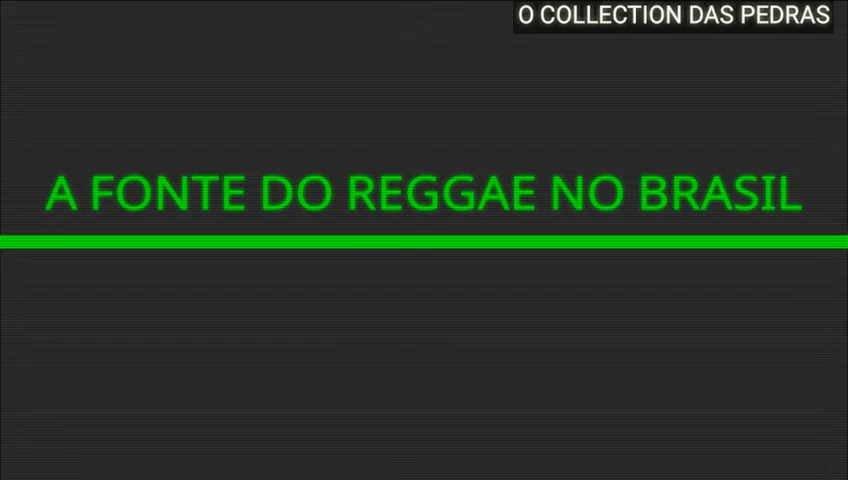 O COLLECTION DAS PEDRAS
A FONTE DO REGGAE NO BRASIL